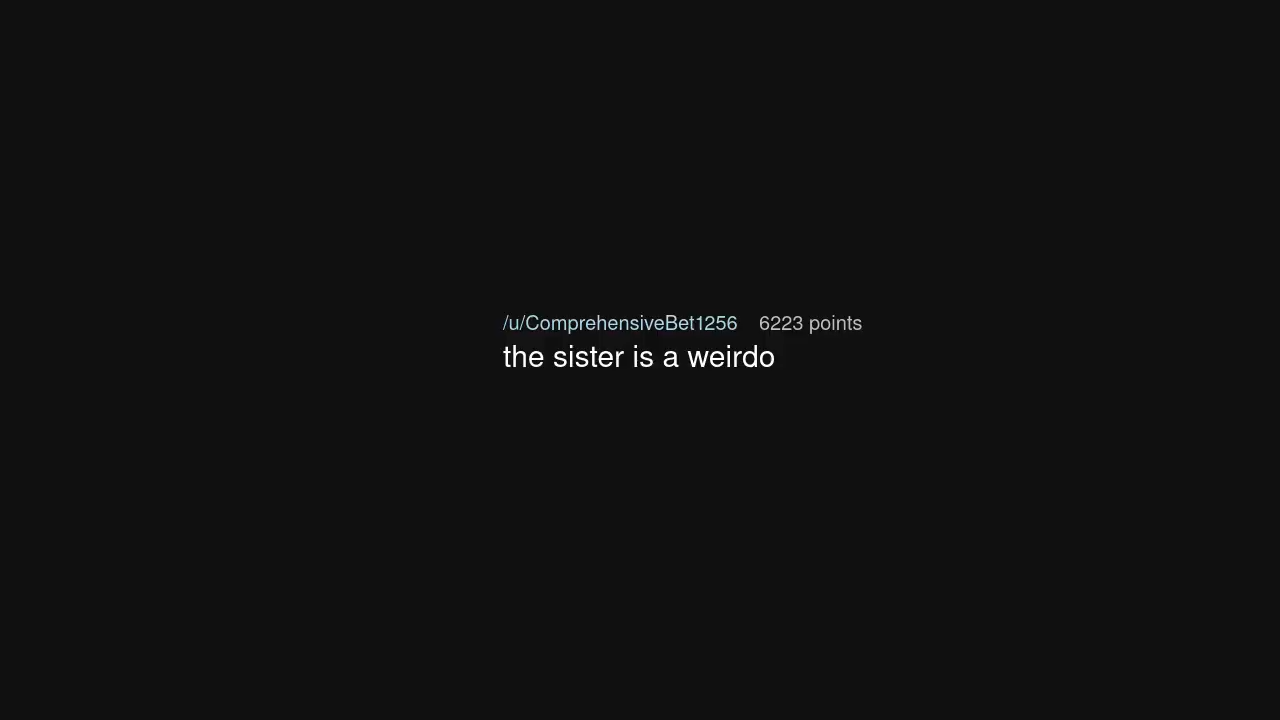 /u/ComprehensiveBet1256 6223 points
the sister is a weirdo